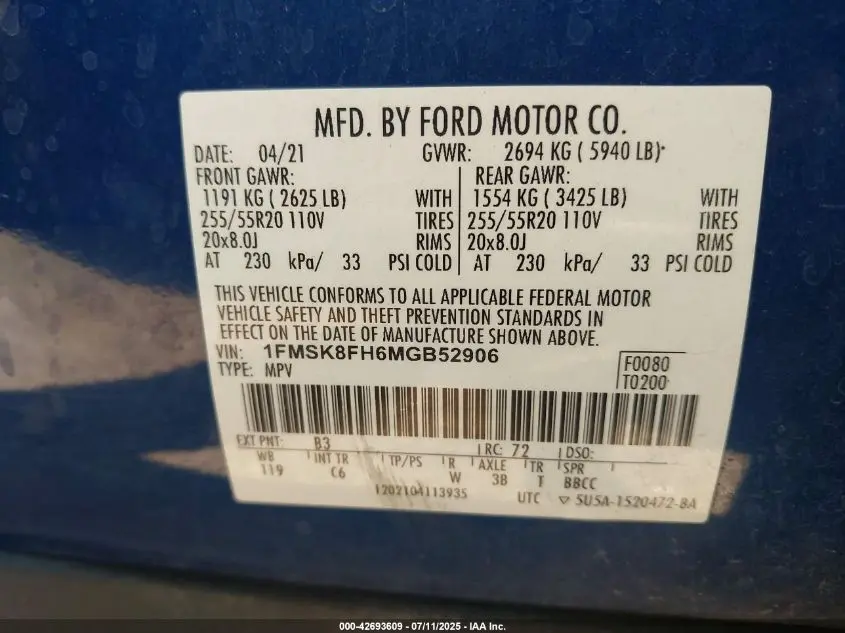 MFD. BY FORD MOTOR CO.
DATE: 04/21 GVWR: 2694 KG ( 5940 LB)*
FRONT GAWR: REAR GAWR:
1191 KG ( 2625 LB) WITH 1554 KG ( 3425 LB) WITH
255/55R20 110V TIRES 255/55R20 110V TIRES
20x8.0J RIMS 20x8.0J RIMS
AT 230 kPa/ 33 PSI COLD AT 230 kPa/ 33 PSI COLD
THIS VEHICLE CONFORMS TO ALL APPLICABLE FEDERAL MOTOR
VEHICLE SAFETY AND THEFT PREVENTION STANDARDS IN
EFFECT ON THE DATE OF MANUFACTURE SHOWN ABOVE.
VIN: 1FMSK8FH6MGB52906
TYPE: MPV
F0080
T0200
EXT PNT: B3 RC: 72 DSO:
WB INT TR TP/PS R AXLE TR SPR
119 C6 W 3B T BBCC
1202104113935 UTC ▽ 5U5A-1520472-BA
000-42693609 - 07/11/2025 - IAA Inc.